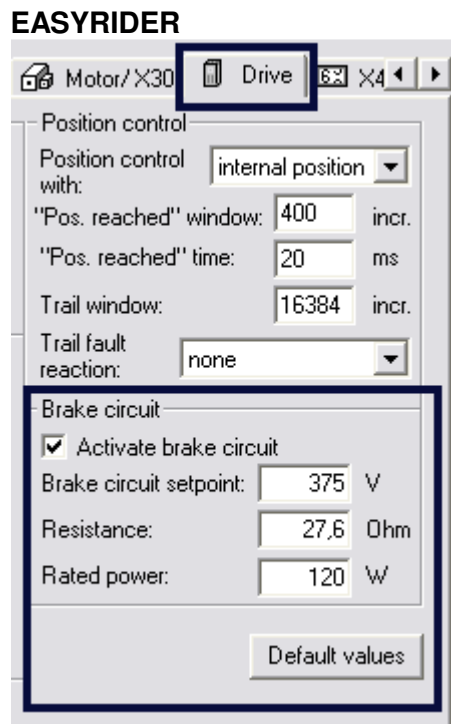 EASYRIDER
Motor/X30 Drive X4
Position control
Position control with: internal position
"Pos. reached" window: 400 incr.
"Pos. reached" time: 20 ms
Trail window: 16384 incr.
Trail fault reaction: none
Brake circuit
Activate brake circuit
Brake circuit setpoint: 375 V
Resistance: 27,6 Ohm
Rated power: 120 W
Default values